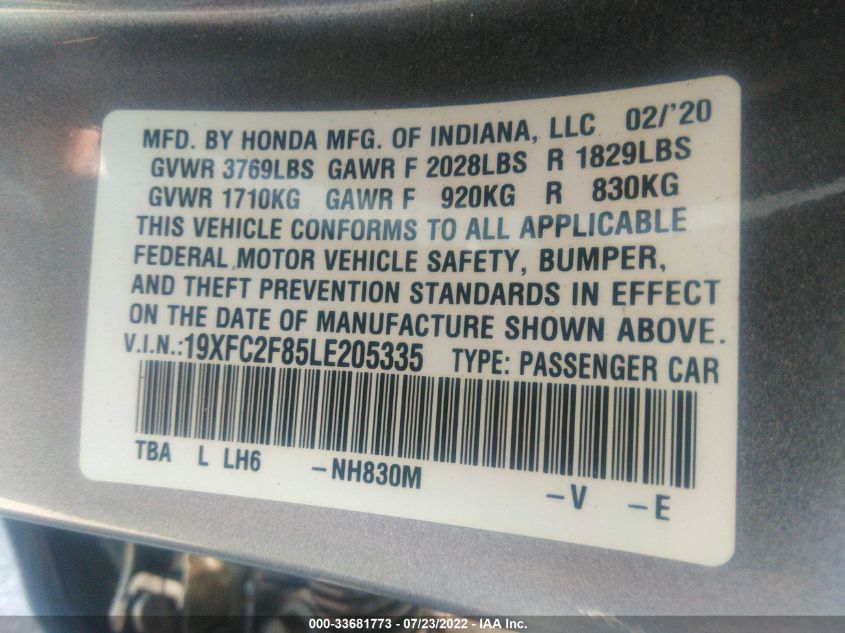 MFD. BY HONDA MFG. OF INDIANA, LLC 02/'20
GVWR 3769LBS GAWR F 2028LBS R 1829LBS
GVWR 1710KG GAWR F 920KG R 830KG
THIS VEHICLE CONFORMS TO ALL APPLICABLE
FEDERAL MOTOR VEHICLE SAFETY, BUMPER,
AND THEFT PREVENTION STANDARDS IN EFFECT
ON THE DATE OF MANUFACTURE SHOWN ABOVE.
V.I.N.:19XFC2F85LE205335 TYPE: PASSENGER CAR
TBA L LH6 -NH830M -V -E
000-33681773 - 07/23/2022 - IAA Inc.